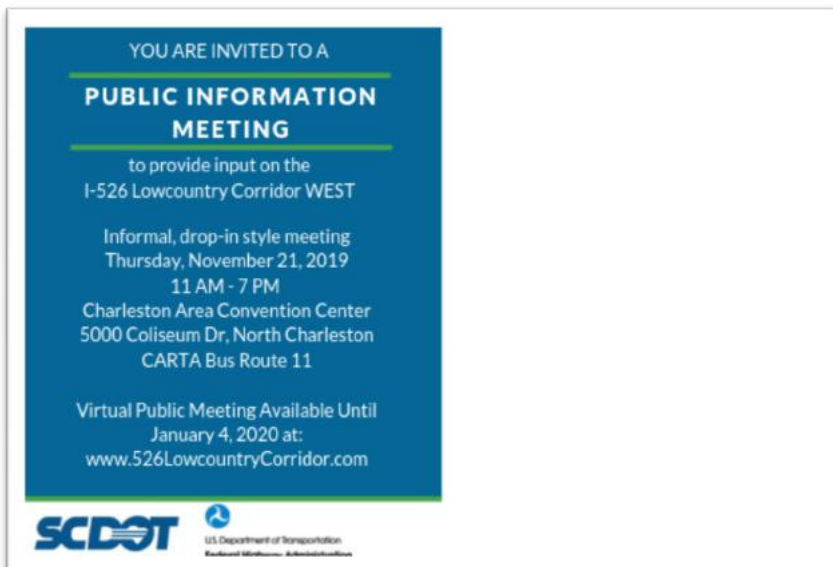 YOU ARE INVITED TO A
PUBLIC INFORMATION
MEETING
to provide input on the
I-526 Lowcountry Corridor WEST
Informal, drop-in style meeting
Thursday, November 21, 2019
11 AM - 7 PM
Charleston Area Convention Center
5000 Coliseum Dr, North Charleston
CARTA Bus Route 11
Virtual Public Meeting Available Until
January 4, 2020 at:
www.526LowcountryCorridor.com
SCDOT
U.S. Department of Transportation
Federal Highway Administration